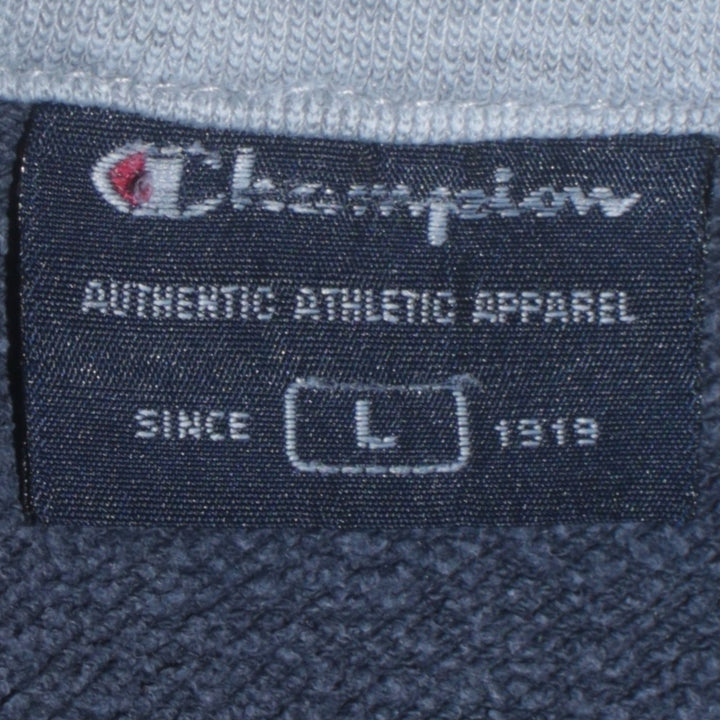 Champion
AUTHENTIC ATHLETIC APPAREL
SINCE L 1919